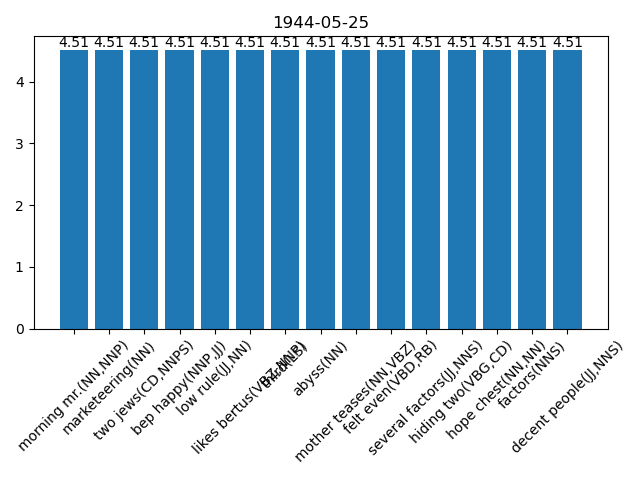 1944-05-25
4.51 4.51 4.51 4.51 4.51 4.51 4.51 4.51 4.51 4.51 4.51 4.51 4.51 4.51 4.51
4
3
2
1
0
morning mr.(NN,NNP)
marketeering(NN)
two jews(CD,NNPS)
bep happy(NNP,JJ)
low rule(JJ,NN)
likes bertus(VBZ,NNP)
abyss(NN)
mother teases(NN,VBZ)
felt even(VBD,RB)
several factors(JJ,NNS)
hiding two(VBG,CD)
hope chest(NN,NN)
factors(NNS)
decent people(JJ,NNS)